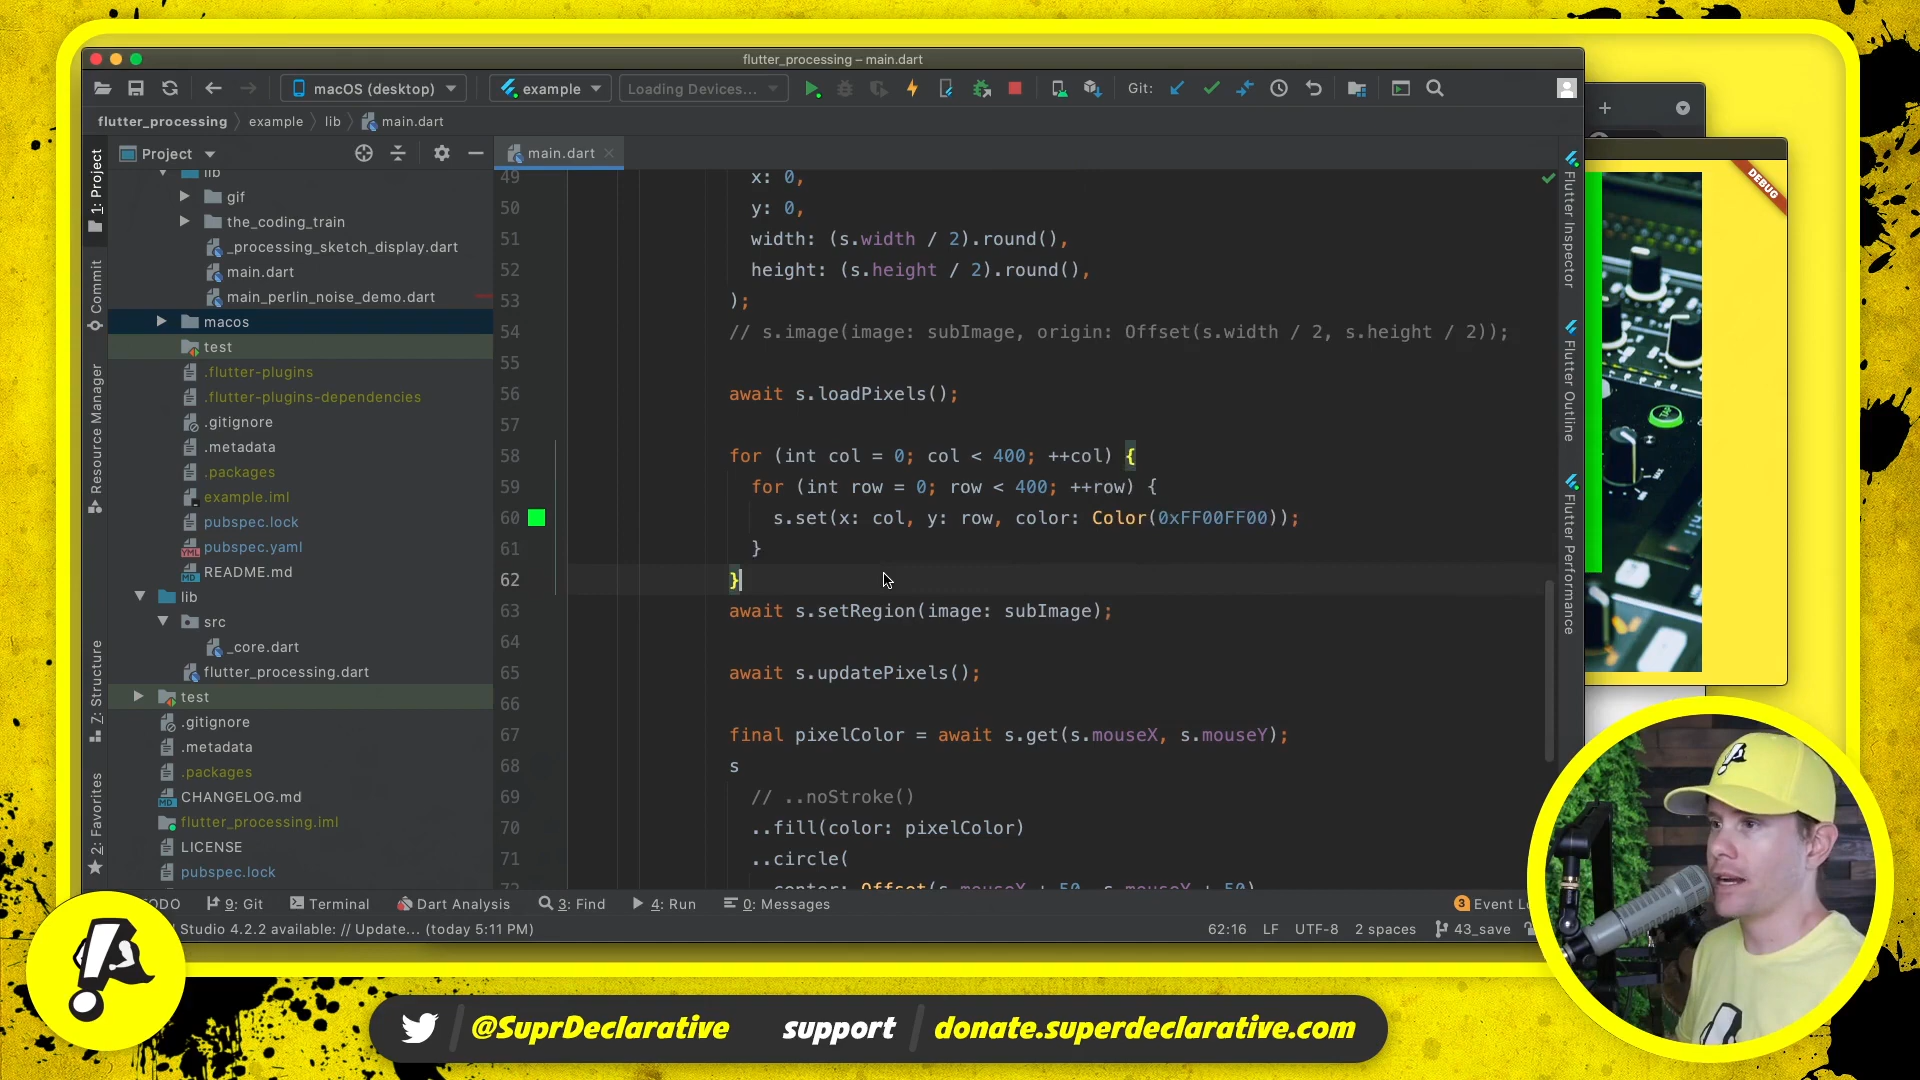 flutter_processing – main.dart
macOS (desktop)
example
Loading Devices...
Git:
flutter_processing
example
lib
main.dart
Project
main.dart
DEBUG
1: Project
Commit
Resource Manager
7: Structure
2: Favorites
lib
gif
the_coding_train
_processing_sketch_display.dart
main.dart
main_perlin_noise_demo.dart
macos
test
.flutter-plugins
.flutter-plugins-dependencies
.gitignore
.metadata
.packages
example.iml
pubspec.lock
pubspec.yaml
README.md
lib
src
_core.dart
flutter_processing.dart
test
.gitignore
.metadata
.packages
CHANGELOG.md
flutter_processing.iml
LICENSE
pubspec.lock
49 x: 0,
50 y: 0,
51 width: (s.width / 2).round(),
52 height: (s.height / 2).round(),
53 );
54 // s.image(image: subImage, origin: Offset(s.width / 2, s.height / 2));
55
56 await s.loadPixels();
57
58 for (int col = 0; col < 400; ++col) {
59 for (int row = 0; row < 400; ++row) {
60 s.set(x: col, y: row, color: Color(0xFF00FF00));
61 }
62 }
63 await s.setRegion(image: subImage);
64
65 await s.updatePixels();
66
67 final pixelColor = await s.get(s.mouseX, s.mouseY);
68 s
69 // ..noStroke()
70 ..fill(color: pixelColor)
71 ..circle(
Flutter Inspector
Flutter Outline
Flutter Performance
TODO
9: Git
Terminal
Dart Analysis
3: Find
4: Run
0: Messages
3 Event L
Studio 4.2.2 available: // Update... (today 5:11 PM)
62:16
LF
UTF-8
2 spaces
43_save
@SuprDeclarative
support
donate.superdeclarative.com